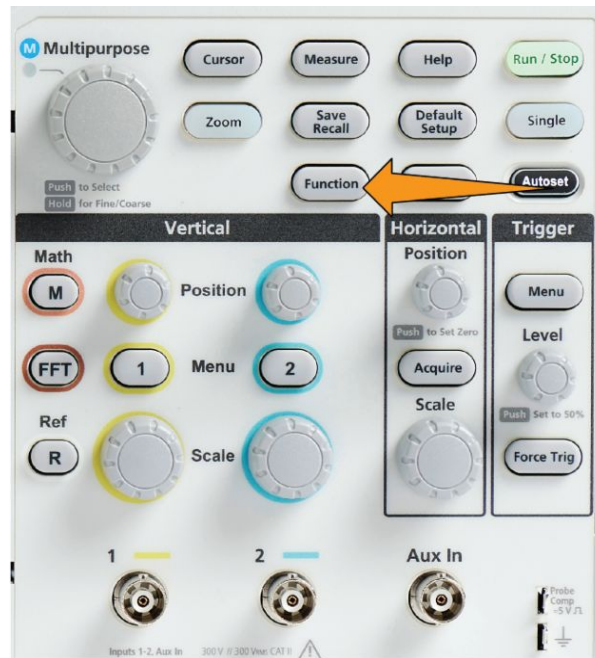 M Multipurpose
Cursor
Measure
Help
Run / Stop
Zoom
Save
Recall
Default
Setup
Single
Push to Select
Hold for Fine/Coarse
Function
Autoset
Vertical
Horizontal
Trigger
Math
M
Position
Position
Push to Set Zero
Menu
Level
Push Set to 50%
FFT
1
Menu
2
Acquire
Scale
Ref
R
Scale
Force Trig
1
2
Aux In
Inputs 1-2, Aux In
300 V
CAT II
Probe
Comp
~5 V